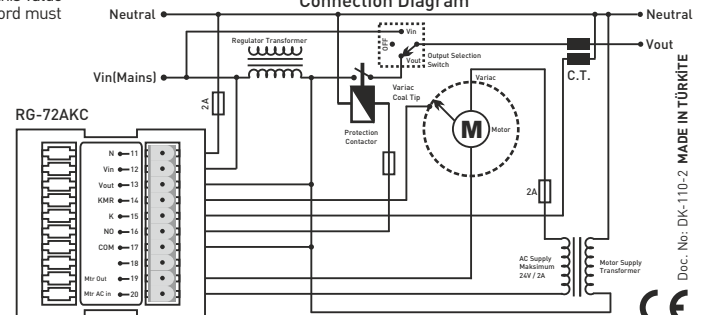 ord must
Connection Diagram
Neutral
Neutral
Vin
OFF
Vout
Output Selection
Switch
Regulator Transformer
Vout
Vin(Mains)
C.T.
2A
Variac
Coal Tip
Variac
Protection
Contactor
M
Motor
RG-72AKC
N 11
Vin 12
Vout 13
KMR 14
K 15
NO 16
COM 17
18
Mtr Out 19
Mtr AC in 20
2A
AC Supply
Maksimum
24V / 2A
Motor Supply
Transformer
Doc. No: DK-110-2 MADE IN TÜRKİTE
CE